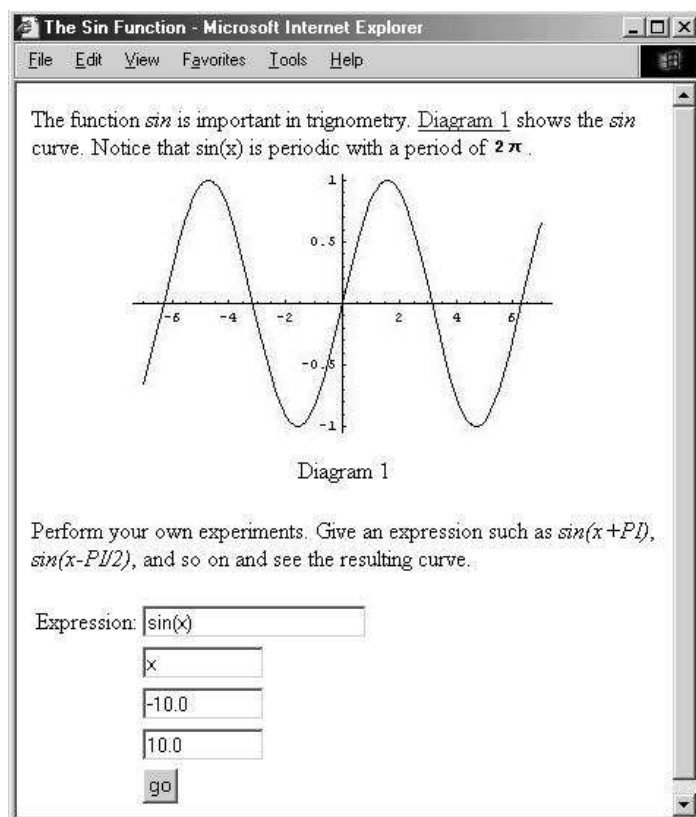 The Sin Function - Microsoft Internet Explorer
File Edit View Favorites Tools Help
The function sin is important in trignometry. Diagram 1 shows the sin
curve. Notice that sin(x) is periodic with a period of 2 π .
1
0.5
-6 -4 -2 2 4 6
-0.5
-1
Diagram 1
Perform your own experiments. Give an expression such as sin(x+PI),
sin(x-PI/2), and so on and see the resulting curve.
Expression: sin(x)
x
-10.0
10.0
go